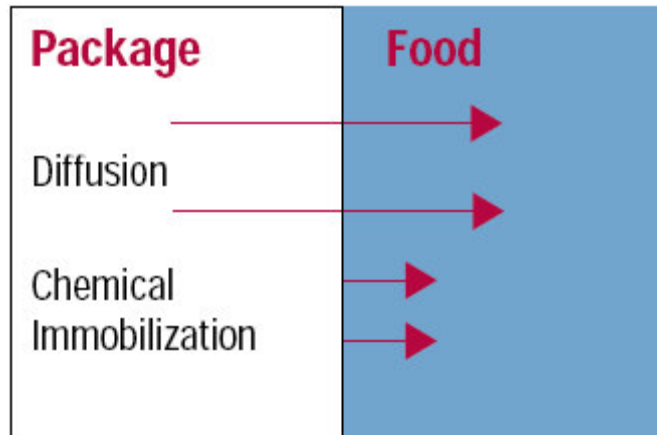 Package
Food
Diffusion
Chemical
Immobilization